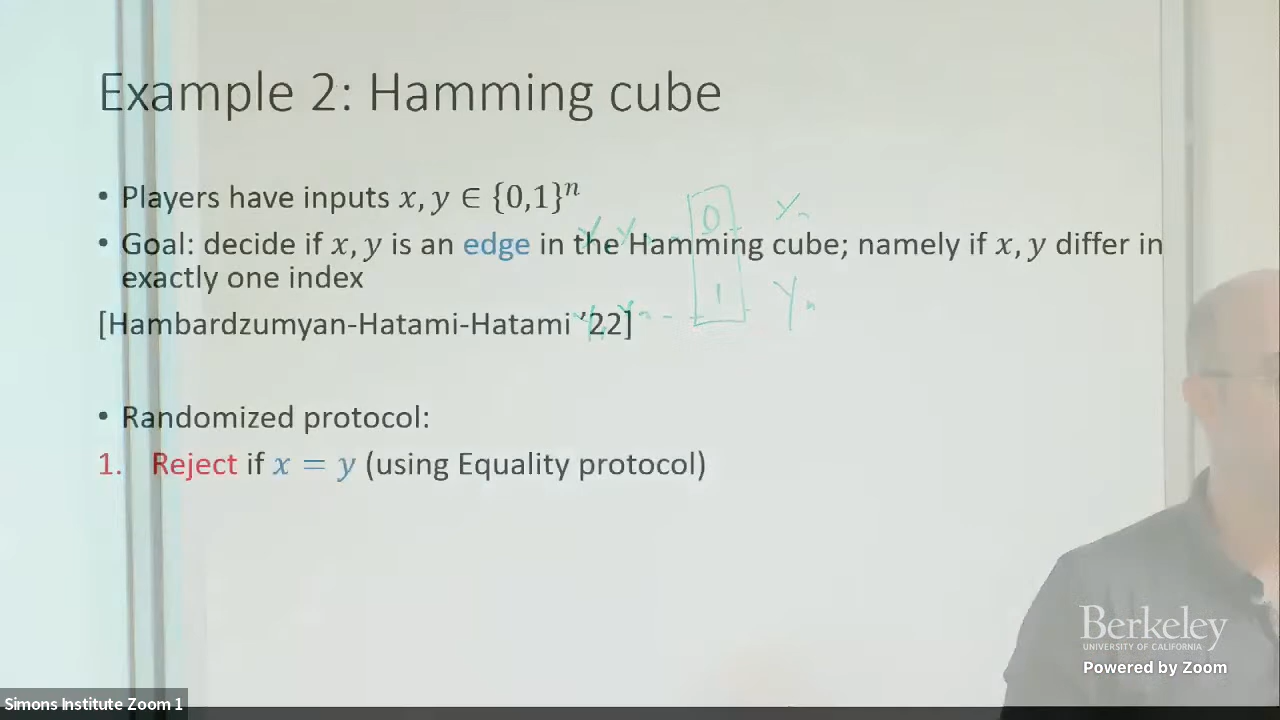 Example 2: Hamming cube
• Players have inputs x, y ∈ {0,1}ⁿ
• Goal: decide if x, y is an edge in the Hamming cube; namely if x, y differ in
exactly one index
[Hambardzumyan-Hatami-Hatami ’22]
• Randomized protocol:
1. Reject if x = y (using Equality protocol)
0
1
Berkeley
UNIVERSITY OF CALIFORNIA
Powered by Zoom
Simons Institute Zoom 1